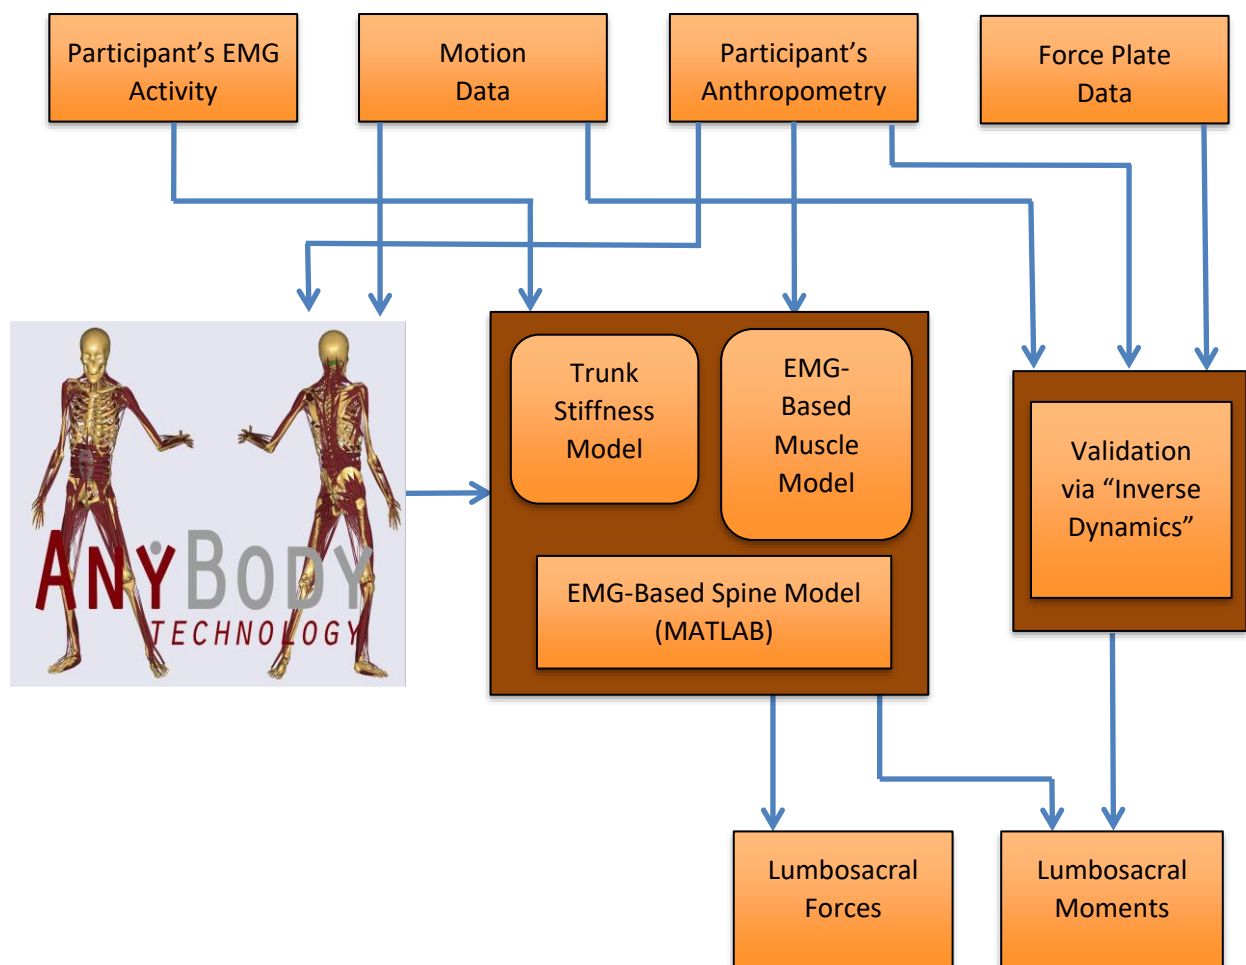 Participant’s EMG
Activity
Motion
Data
Participant’s
Anthropometry
Force Plate
Data
Trunk
Stiffness
Model
EMG-
Based
Muscle
Model
Validation
via “Inverse
Dynamics”
ANYBODY
TECHNOLOGY
EMG-Based Spine Model
(MATLAB)
Lumbosacral
Forces
Lumbosacral
Moments